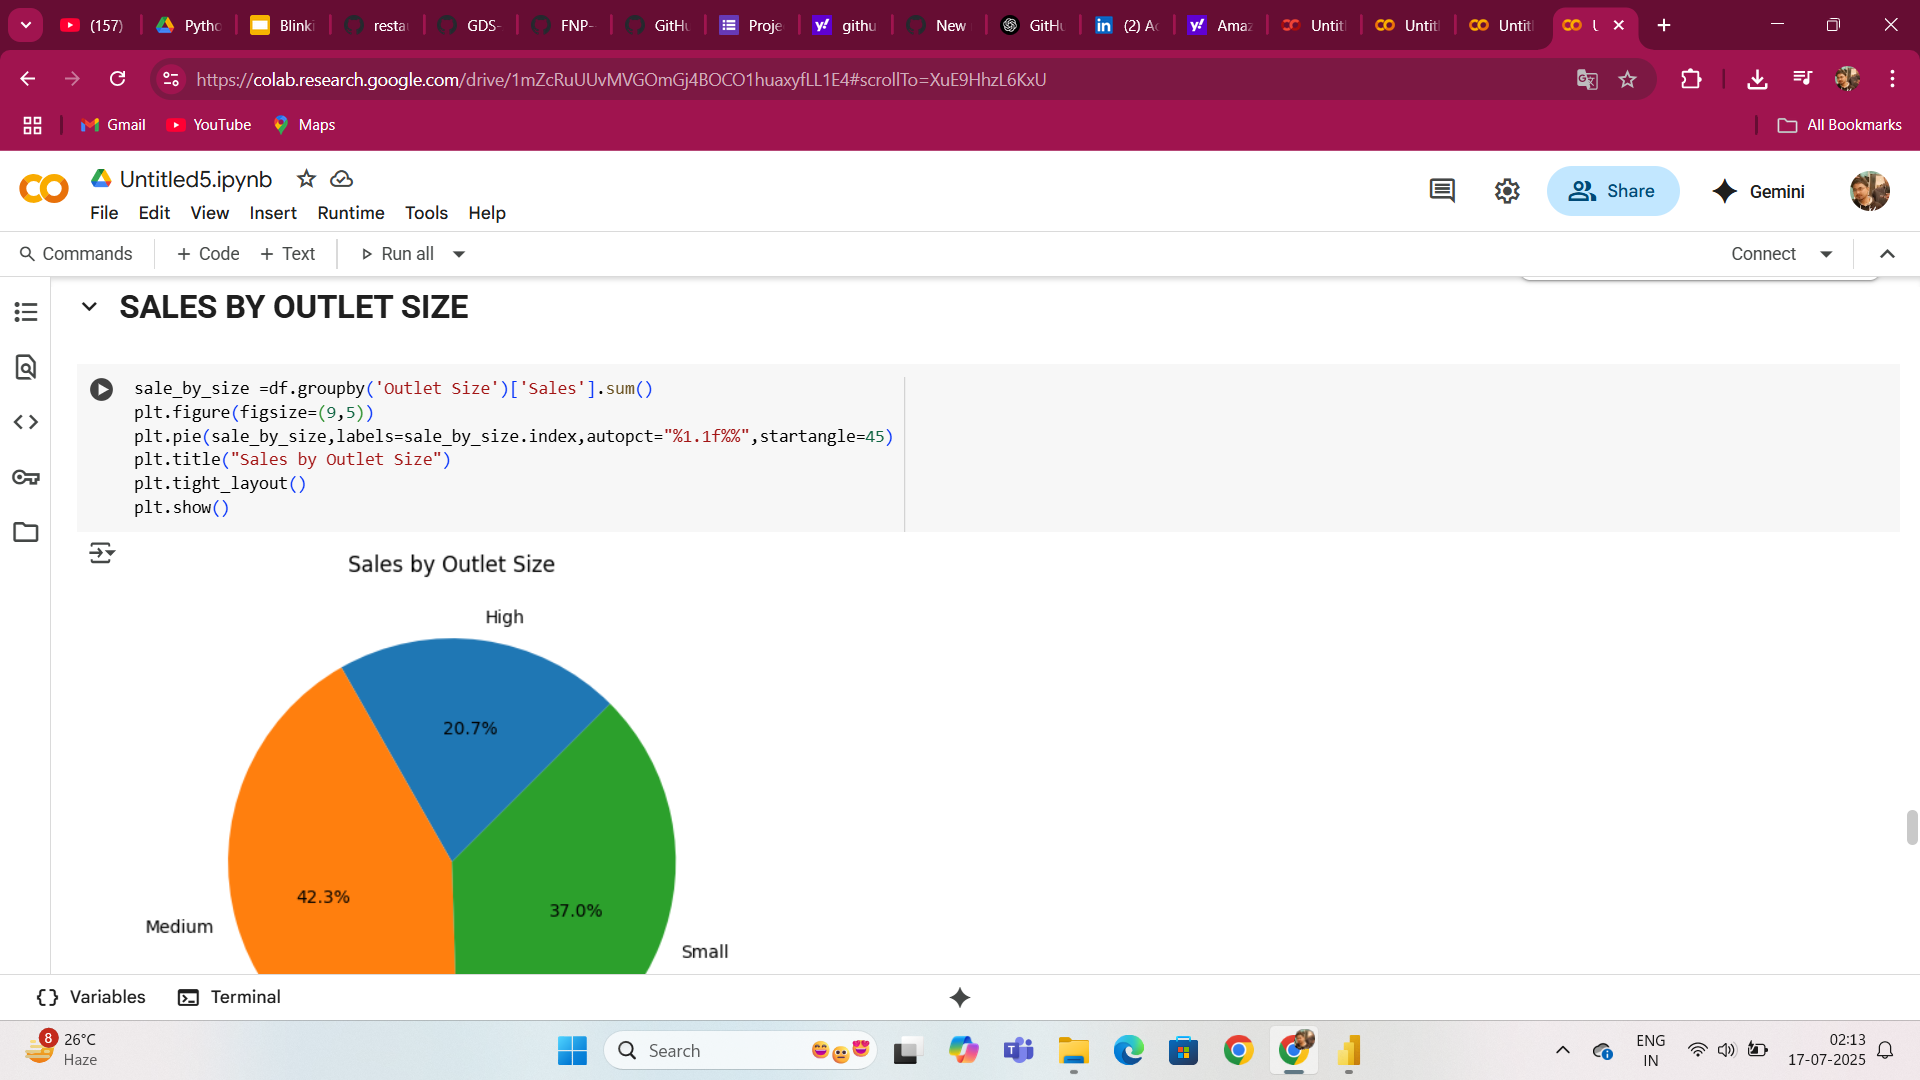 (157)
Pytho
Blinki
resta
GDS-
FNP-
GitHu
Proje
githu
New
GitHu
(2) Ac
Amaz
Untitl
Untitl
Untitl
https://colab.research.google.com/drive/1mZcRuUUvMVGOmGj4BOCO1huaxyfLL1E4#scrollTo=XuE9HhzL6KxU
Gmail
YouTube
Maps
All Bookmarks
Untitled5.ipynb
File Edit View Insert Runtime Tools Help
Share
Gemini
Commands
+ Code + Text
Run all
Connect
SALES BY OUTLET SIZE
sale_by_size =df.groupby('Outlet Size')['Sales'].sum()
plt.figure(figsize=(9,5))
plt.pie(sale_by_size,labels=sale_by_size.index,autopct="%1.1f%%",startangle=45)
plt.title("Sales by Outlet Size")
plt.tight_layout()
plt.show()
Sales by Outlet Size
High
20.7%
42.3%
37.0%
Medium
Small
Variables
Terminal
8
26°C
Haze
Search
ENG
IN
02:13
17-07-2025